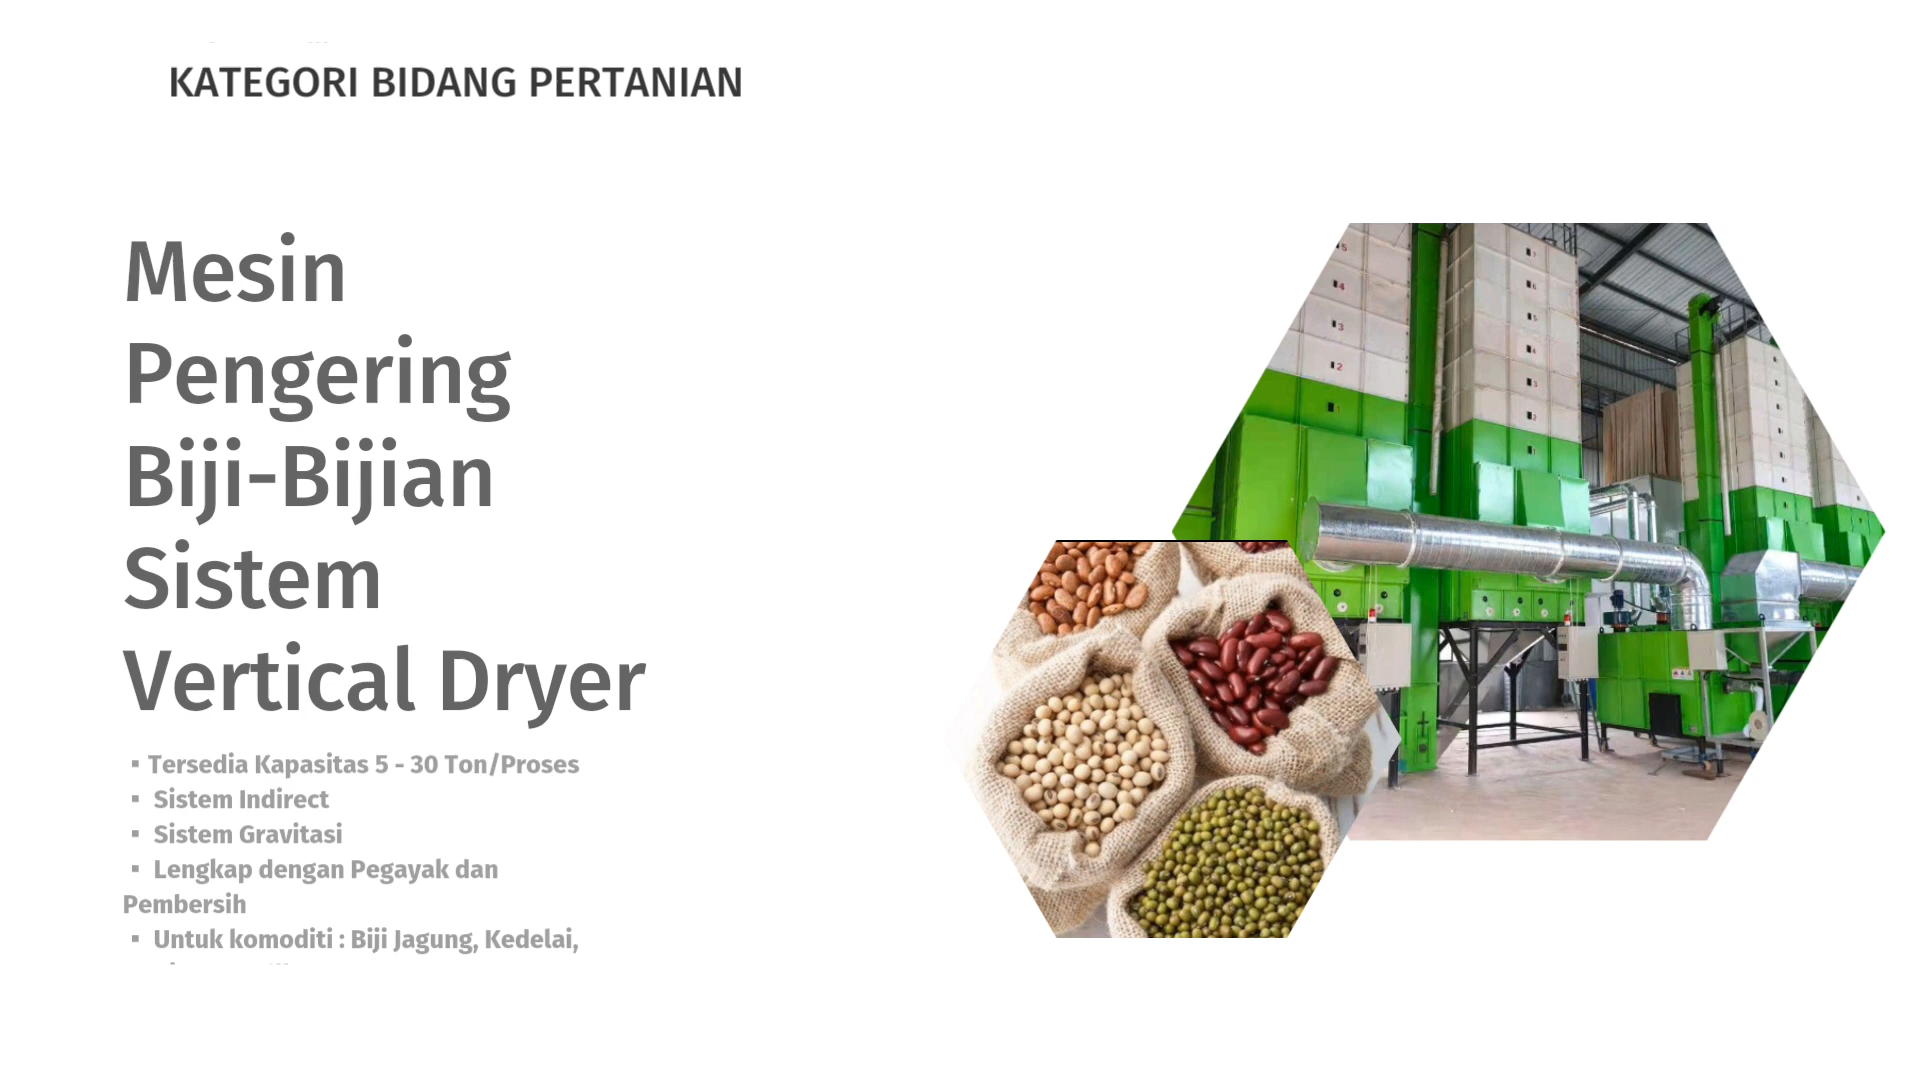 KATEGORI BIDANG PERTANIAN
Mesin
Pengering
Biji-Bijian
Sistem
Vertical Dryer
▪ Tersedia Kapasitas 5 - 30 Ton/Proses
▪ Sistem Indirect
▪ Sistem Gravitasi
▪ Lengkap dengan Pegayak dan
Pembersih
▪ Untuk komoditi : Biji Jagung, Kedelai,